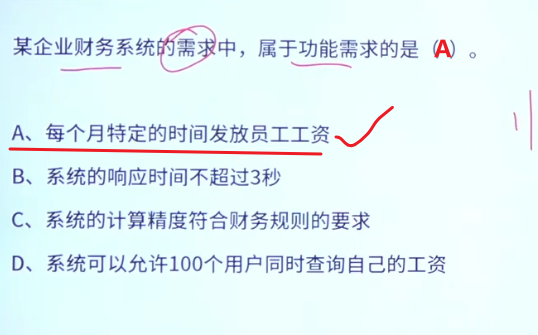 某企业财务系统的需求中，属于功能需求的是（A）。
A、每个月特定的时间发放员工工资
B、系统的响应时间不超过3秒
C、系统的计算精度符合财务规则的要求
D、系统可以允许100个用户同时查询自己的工资